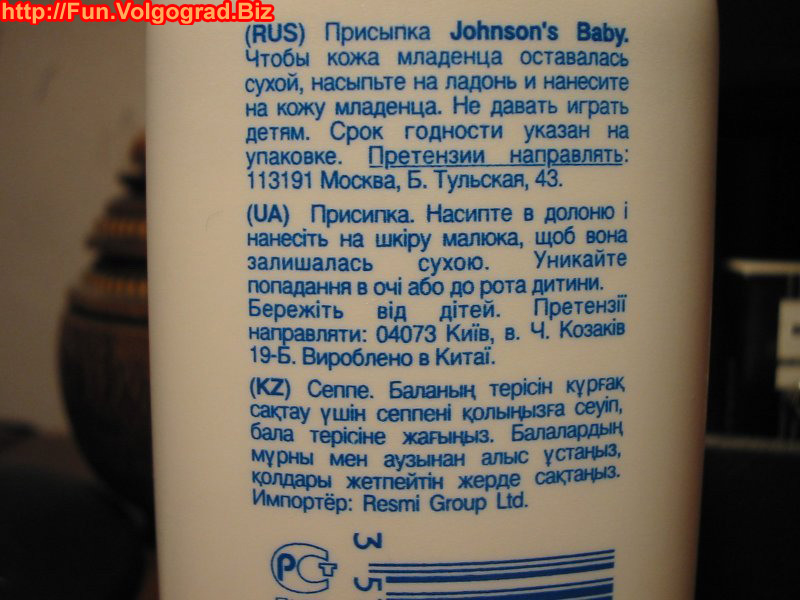 http://Fun.Volgograd.Biz
(RUS) Присыпка Johnson's Baby.
Чтобы кожа младенца оставалась
сухой, насыпьте на ладонь и нанесите
на кожу младенца. Не давать играть
детям. Срок годности указан на
упаковке. Претензии направлять:
113191 Москва, Б. Тульская, 43.
(UA) Присипка. Насипте в долоню і
нанесіть на шкіру малюка, щоб вона
залишалась сухою. Уникайте
попадання в очі або до рота дитини.
Бережіть від дітей. Претензії
направляти: 04073 Київ, в. Ч. Козаків
19-Б. Вироблено в Китаї.
(KZ) Сеппе. Баланың терісін құрғақ
сақтау үшін сеппені қолыңызға сеуіп,
бала терісіне жағыңыз. Балалардың
мұрны мен аузынан алыс ұстаңыз,
қолдары жетпейтін жерде сақтаңыз.
Импортёр: Resmi Group Ltd.
РСТ
3 5